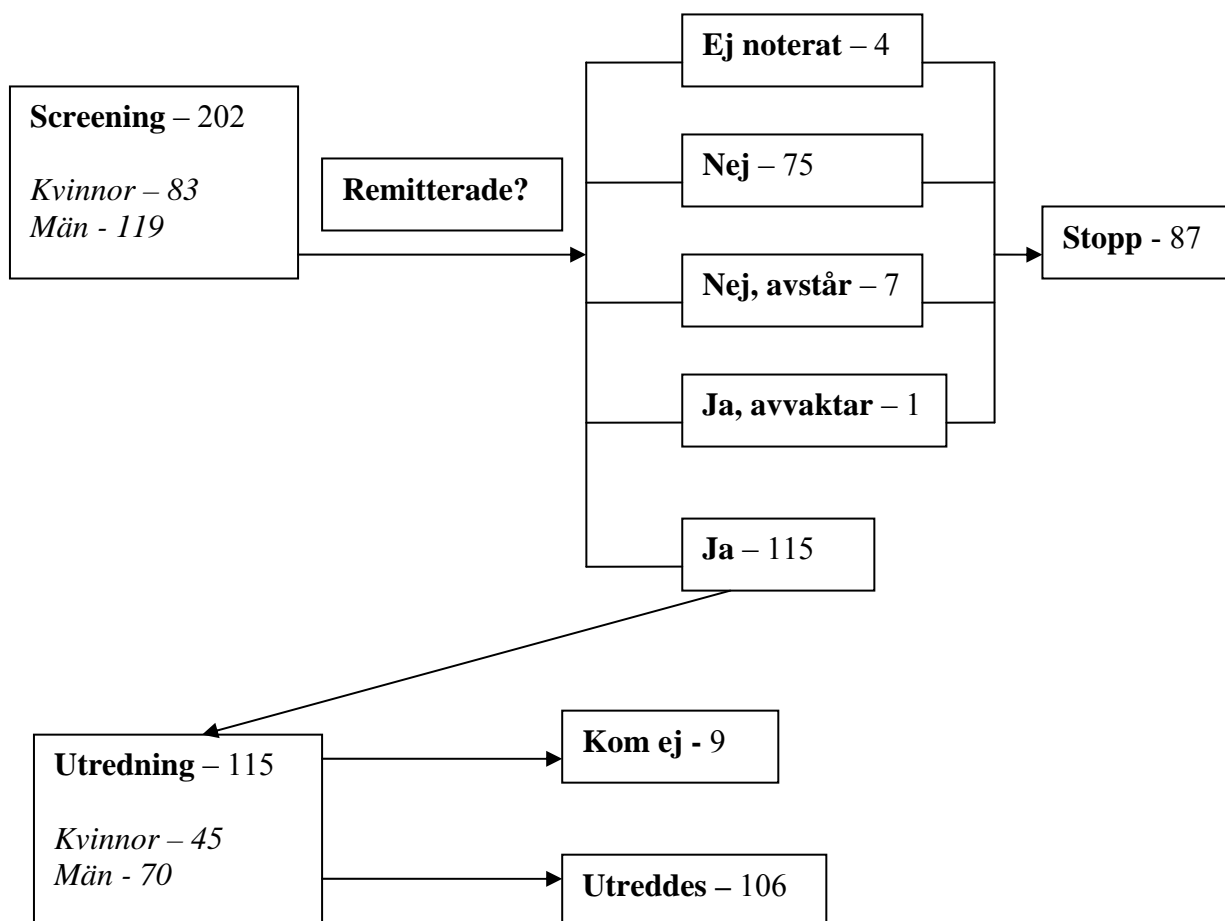 Screening – 202
Kvinnor – 83
Män - 119
Remitterade?
Ej noterat – 4
Nej – 75
Nej, avstår – 7
Ja, avvaktar – 1
Ja – 115
Stopp - 87
Utredning – 115
Kvinnor – 45
Män - 70
Kom ej - 9
Utreddes – 106